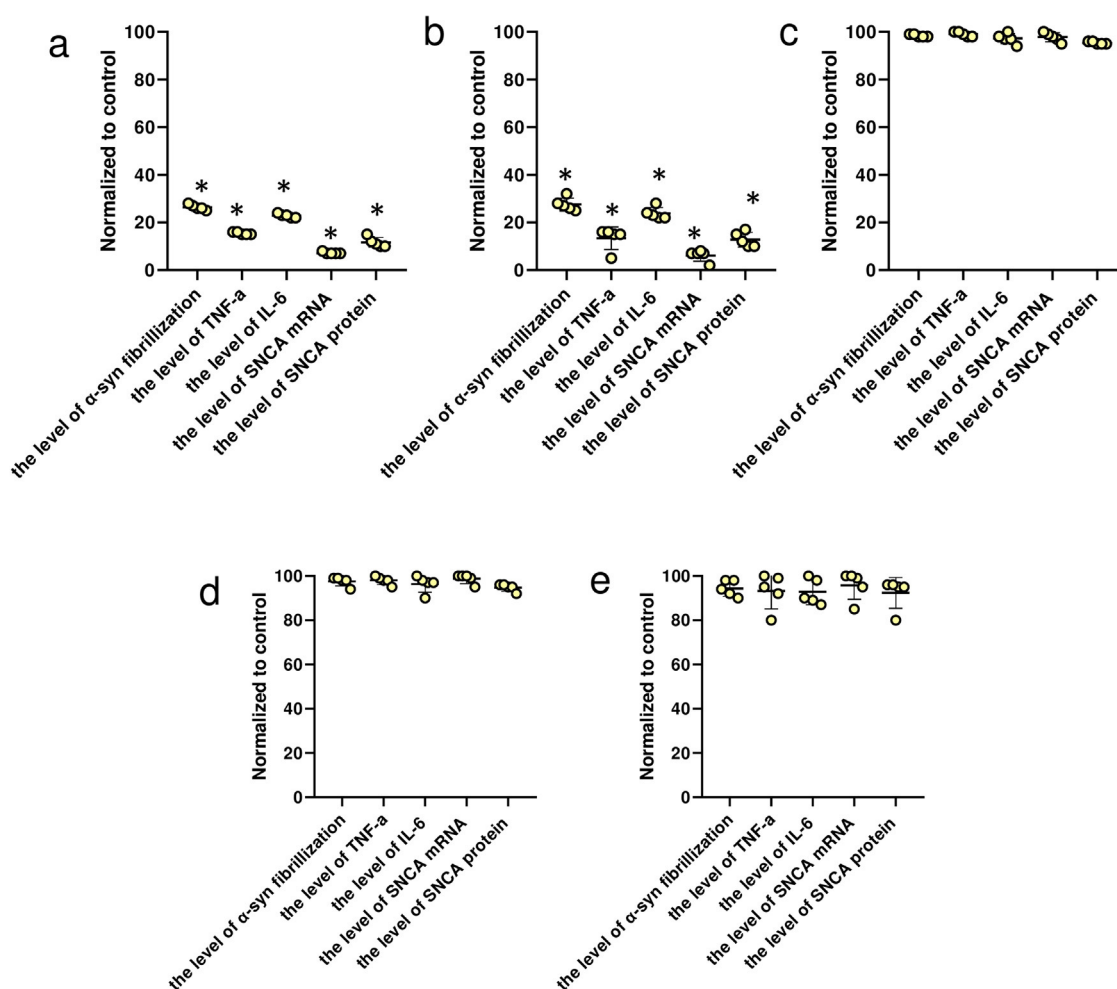 a
Normalized to control
100
80
60
40
20
0
* * * * *
the level of α-syn fibrillization
the level of TNF-a
the level of IL-6
the level of SNCA mRNA
the level of SNCA protein
b
Normalized to control
100
80
60
40
20
0
* * * * *
the level of α-syn fibrillization
the level of TNF-a
the level of IL-6
the level of SNCA mRNA
the level of SNCA protein
c
Normalized to control
100
80
60
40
20
0
the level of α-syn fibrillization
the level of TNF-a
the level of IL-6
the level of SNCA mRNA
the level of SNCA protein
d
Normalized to control
100
80
60
40
20
0
the level of α-syn fibrillization
the level of TNF-a
the level of IL-6
the level of SNCA mRNA
the level of SNCA protein
e
Normalized to control
100
80
60
40
20
0
the level of α-syn fibrillization
the level of TNF-a
the level of IL-6
the level of SNCA mRNA
the level of SNCA protein